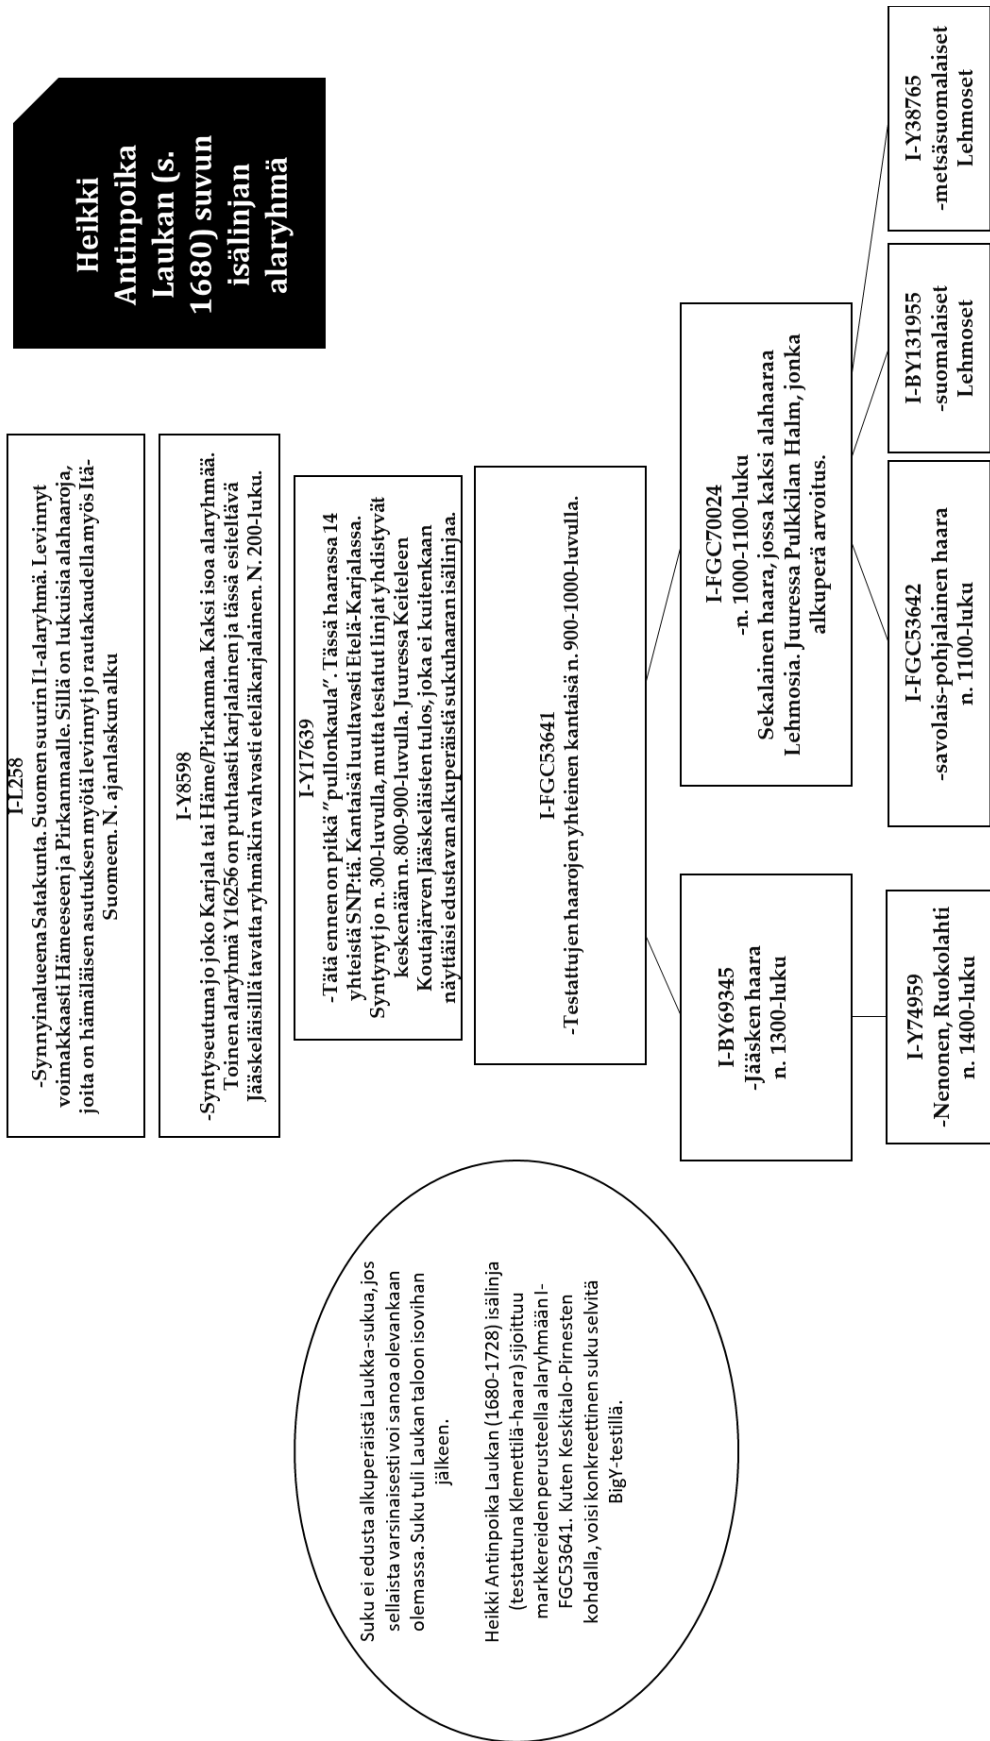 Heikki
Antinpoika
Laukan (s.
1680) suvun
isälinjan
alaryhmä
I-L258
-Synnyinalueena Satakunta. Suomen suurin I1-alaryhmä. Levinnyt
voimakkaasti Hämeeseen ja Pirkanmaalle. Sillä on lukuisia alahaaroja,
joita on hämäläisen asutuksen myötä levinnyt jo rautakaudella myös Itä-
Suomeen. N. ajanlaskun alku
I-Y8598
-Syntyseutuna jo joko Karjala tai Häme/Pirkanmaa. Kaksi isoa alaryhmää.
Toinen alaryhmä Y16256 on puhtaasti karjalainen ja tässä esiteltävä
Jääskeläisillä tavattu ryhmäkin vahvasti eteläkarjalainen. N. 200-luku.
I-Y17639
-Tätä ennen on pitkä ”pullonkaula”. Tässä haarassa 14
yhteistä SNP:tä. Kantaisä luultavasti Etelä-Karjalassa.
Syntynyt jo n. 300-luvulla, mutta testatut linjat yhdistyvät
keskenään n. 800-900-luvulla. Juuressa Keiteleen
Koutajärven Jääskeläisten tulos, joka ei kuitenkaan
näyttäisi edustavan alkuperäistä sukuhaaran isälinjaa.
I-FGC53641
-Testattujen haarojen yhteinen kantaisä n. 900-1000-luvulla.
I-BY69345
-Jääsken haara
n. 1300-luku
I-FGC70024
-n. 1000-1100-luku
Sekalainen haara, jossa kaksi alahaaraa
Lehmosia. Juuressa Pulkkilan Halm, jonka
alkuperä arvoitus.
I-Y74959
-Nenonen, Ruokolahti
n. 1400-luku
I-FGC53642
-savolais-pohjalainen haara
n. 1100-luku
I-BY131955
-suomalaiset
Lehmoset
I-Y38765
-metsäsuomalaiset
Lehmoset
Suku ei edusta alkuperäistä Laukka-sukua, jos
sellaista varsinaisesti voi sanoa olevankaan
olemassa. Suku tuli Laukan taloon isovihan
jälkeen.
Heikki Antinpoika Laukan (1680-1728) isälinja
(testattuna Klemettilä-haara) sijoittuu
markkereiden perusteella alaryhmään I-
FGC53641. Kuten Keskitalo-Pirnesten
kohdalla, voisi konkreettinen suku selvitä
BigY-testillä.